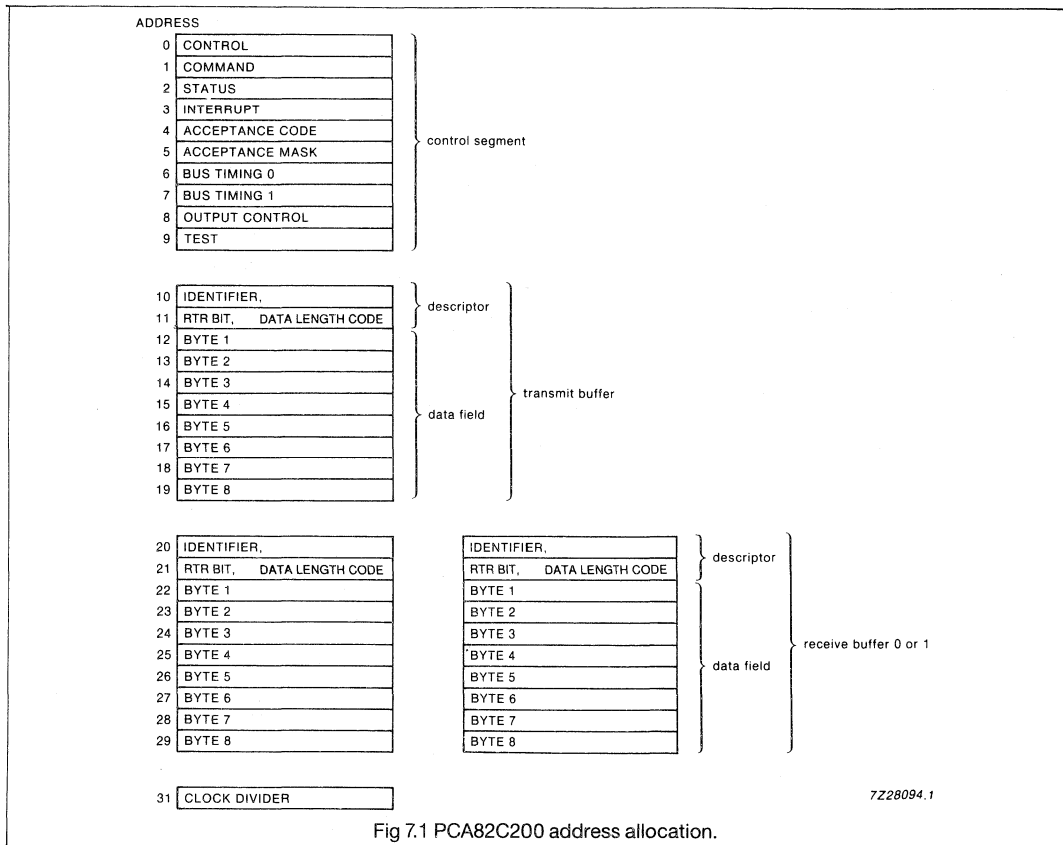 ADDRESS
0 CONTROL
1 COMMAND
2 STATUS
3 INTERRUPT
4 ACCEPTANCE CODE
5 ACCEPTANCE MASK
6 BUS TIMING 0
7 BUS TIMING 1
8 OUTPUT CONTROL
9 TEST
control segment
10 IDENTIFIER,
11 RTR BIT, DATA LENGTH CODE
descriptor
12 BYTE 1
13 BYTE 2
14 BYTE 3
15 BYTE 4
16 BYTE 5
17 BYTE 6
18 BYTE 7
19 BYTE 8
data field
transmit buffer
20 IDENTIFIER, IDENTIFIER,
21 RTR BIT, DATA LENGTH CODE RTR BIT, DATA LENGTH CODE
descriptor
22 BYTE 1 BYTE 1
23 BYTE 2 BYTE 2
24 BYTE 3 BYTE 3
25 BYTE 4 BYTE 4
26 BYTE 5 BYTE 5
27 BYTE 6 BYTE 6
28 BYTE 7 BYTE 7
29 BYTE 8 BYTE 8
data field
receive buffer 0 or 1
31 CLOCK DIVIDER
7Z28094.1
Fig 7.1 PCA82C200 address allocation.